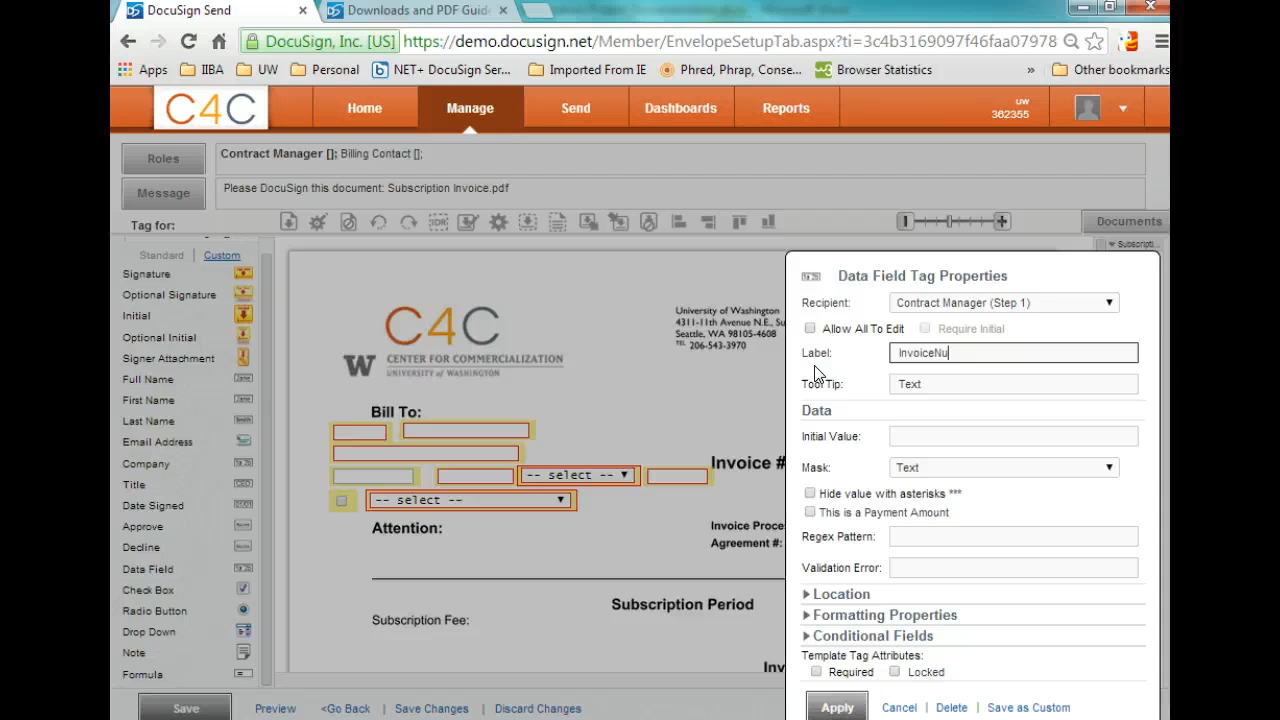 DocuSign Send
Downloads and PDF Guide
DocuSign, Inc. [US] https://demo.docusign.net/Member/EnvelopeSetupTab.aspx?ti=3c4b3169097f46faa07978
Apps IIBA UW Personal NET+ DocuSign Ser... Imported From IE Phred, Phrap, Conse... Browser Statistics » Other bookmarks
C4C Home Manage Send Dashboards Reports UW
362355
Roles Contract Manager []; Billing Contact [];
Message Please DocuSign this document: Subscription Invoice.pdf
Tag for: Documents
Standard | Custom
Signature
Optional Signature
Initial
Optional Initial
Signer Attachment
Full Name
First Name
Last Name
Email Address
Company
Title
Date Signed
Approve
Decline
Data Field
Check Box
Radio Button
Drop Down
Note
Formula
Subscripti...
C4C
W CENTER FOR COMMERCIALIZATION
UNIVERSITY of WASHINGTON
University of Washington
4311-11th Avenue N.E., Su
Seattle, WA 98105-4608
TEL 206-543-3970
Bill To:
Invoice #
-- select --
-- select --
Attention:
Invoice Proce
Agreement #:
Subscription Period
Subscription Fee:
Inv
Data Field Tag Properties
Recipient: Contract Manager (Step 1)
Allow All To Edit Require Initial
Label: InvoiceNu
ToolTip: Text
Data
Initial Value:
Mask: Text
Hide value with asterisks ***
This is a Payment Amount
Regex Pattern:
Validation Error:
Location
Formatting Properties
Conditional Fields
Template Tag Attributes:
Required Locked
Apply Cancel | Delete | Save as Custom
Save Preview <Go Back | Save Changes | Discard Changes